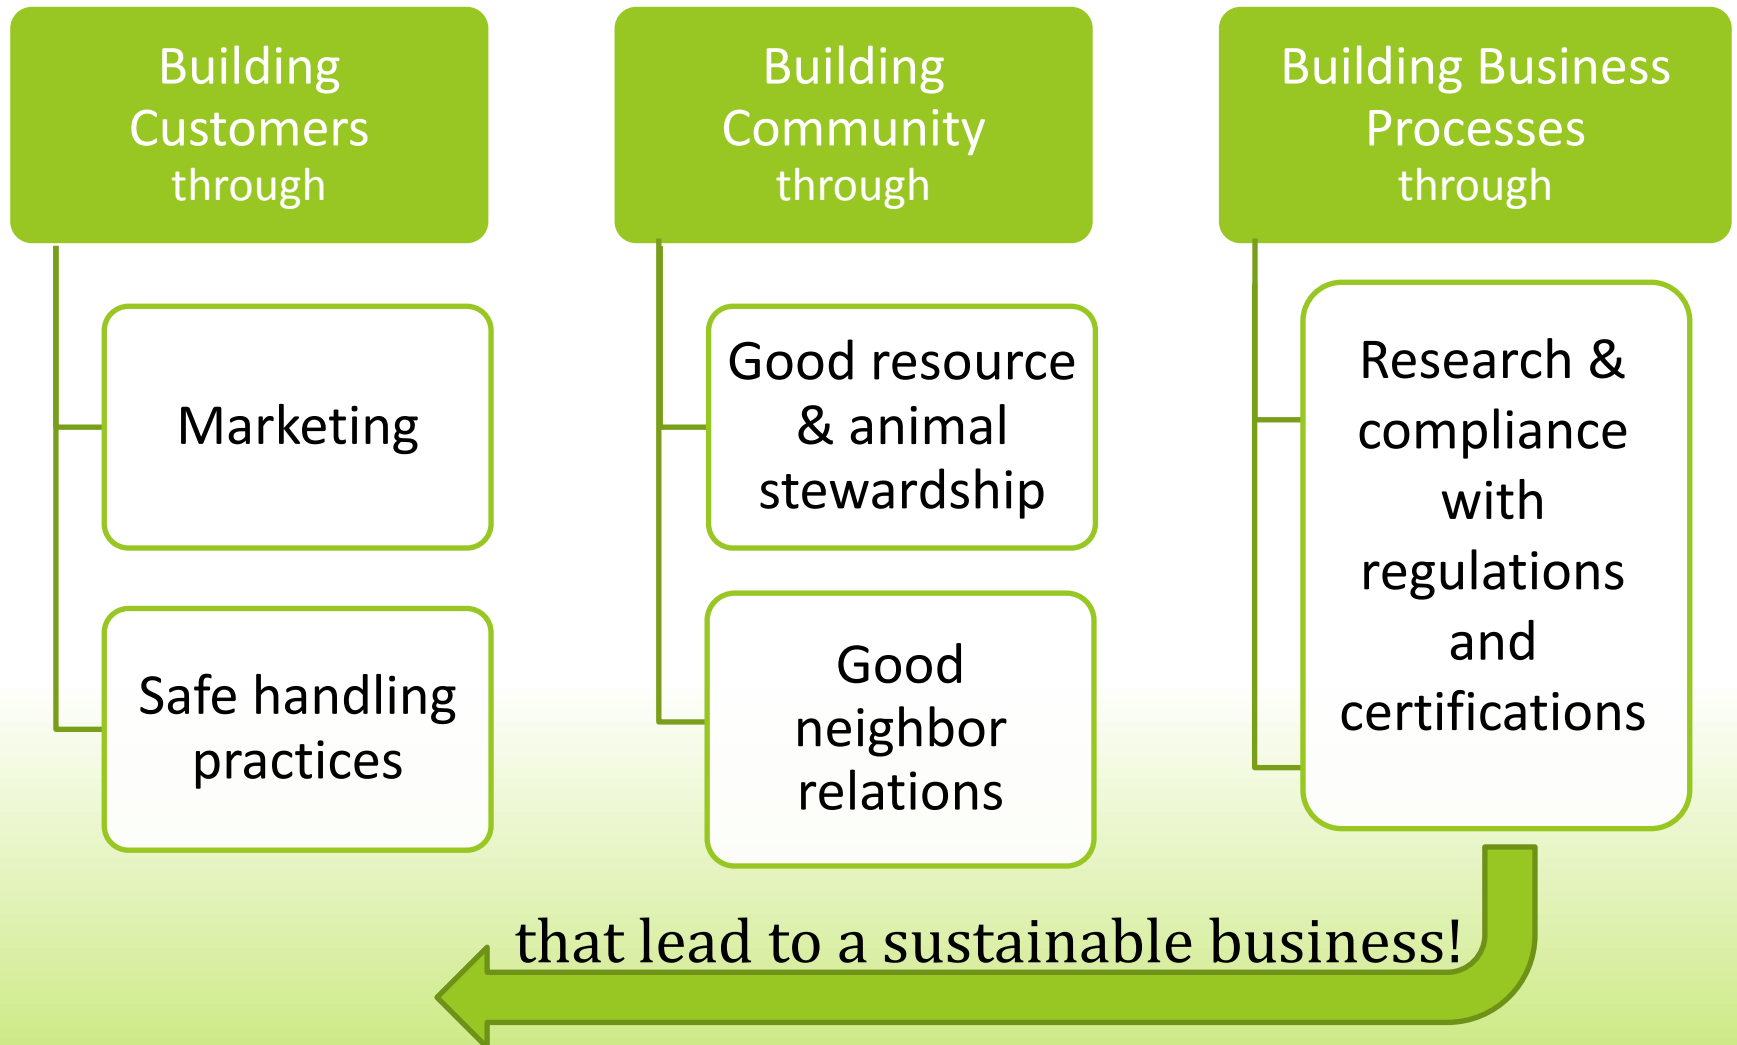 Building
Customers
through
Marketing
Safe handling
practices
Building
Community
through
Good resource
& animal
stewardship
Good
neighbor
relations
Building Business
Processes
through
Research &
compliance
with
regulations
and
certifications
that lead to a sustainable business!